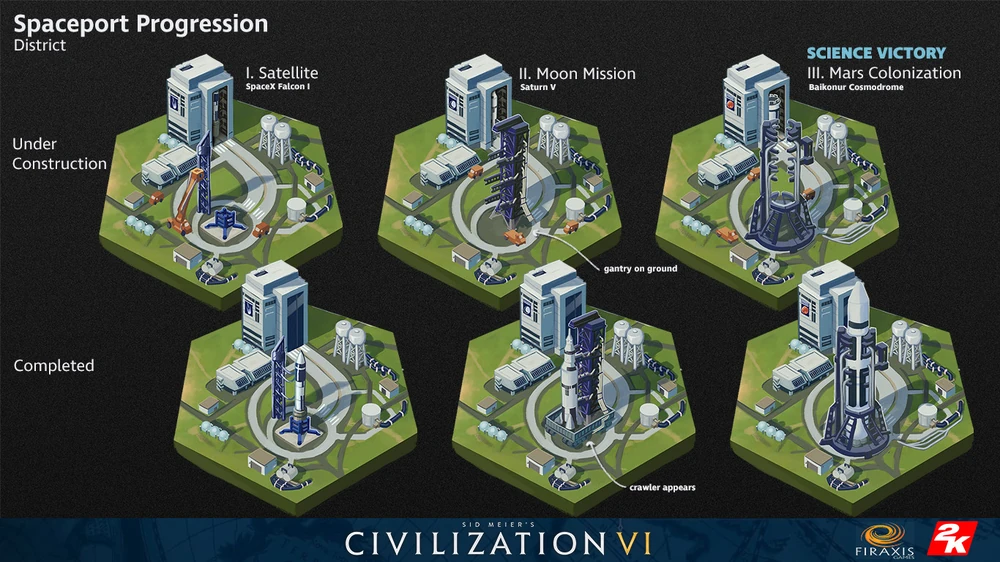 Spaceport Progression
District
SCIENCE VICTORY
I. Satellite
SpaceX Falcon I
II. Moon Mission
Saturn V
III. Mars Colonization
Baikonur Cosmodrome
Under
Construction
gantry on ground
Completed
crawler appears
SID MEIER'S
CIVILIZATION VI
FIRAXIS
GAMES
2K